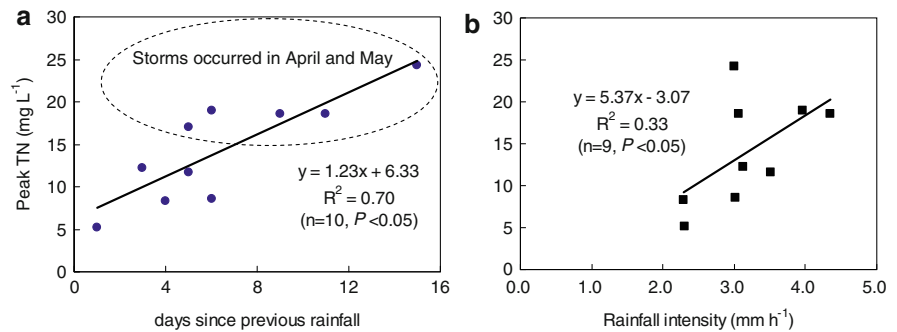 a
30
25
20
15
10
5
0
Peak TN (mg L⁻¹)
Storms occurred in April and May
y = 1.23x + 6.33
R² = 0.70
(n=10, P <0.05)
0 4 8 12 16
days since previous rainfall
b
30
25
20
15
10
5
0
y = 5.37x - 3.07
R² = 0.33
(n=9, P <0.05)
0.0 1.0 2.0 3.0 4.0 5.0
Rainfall intensity (mm h⁻¹)